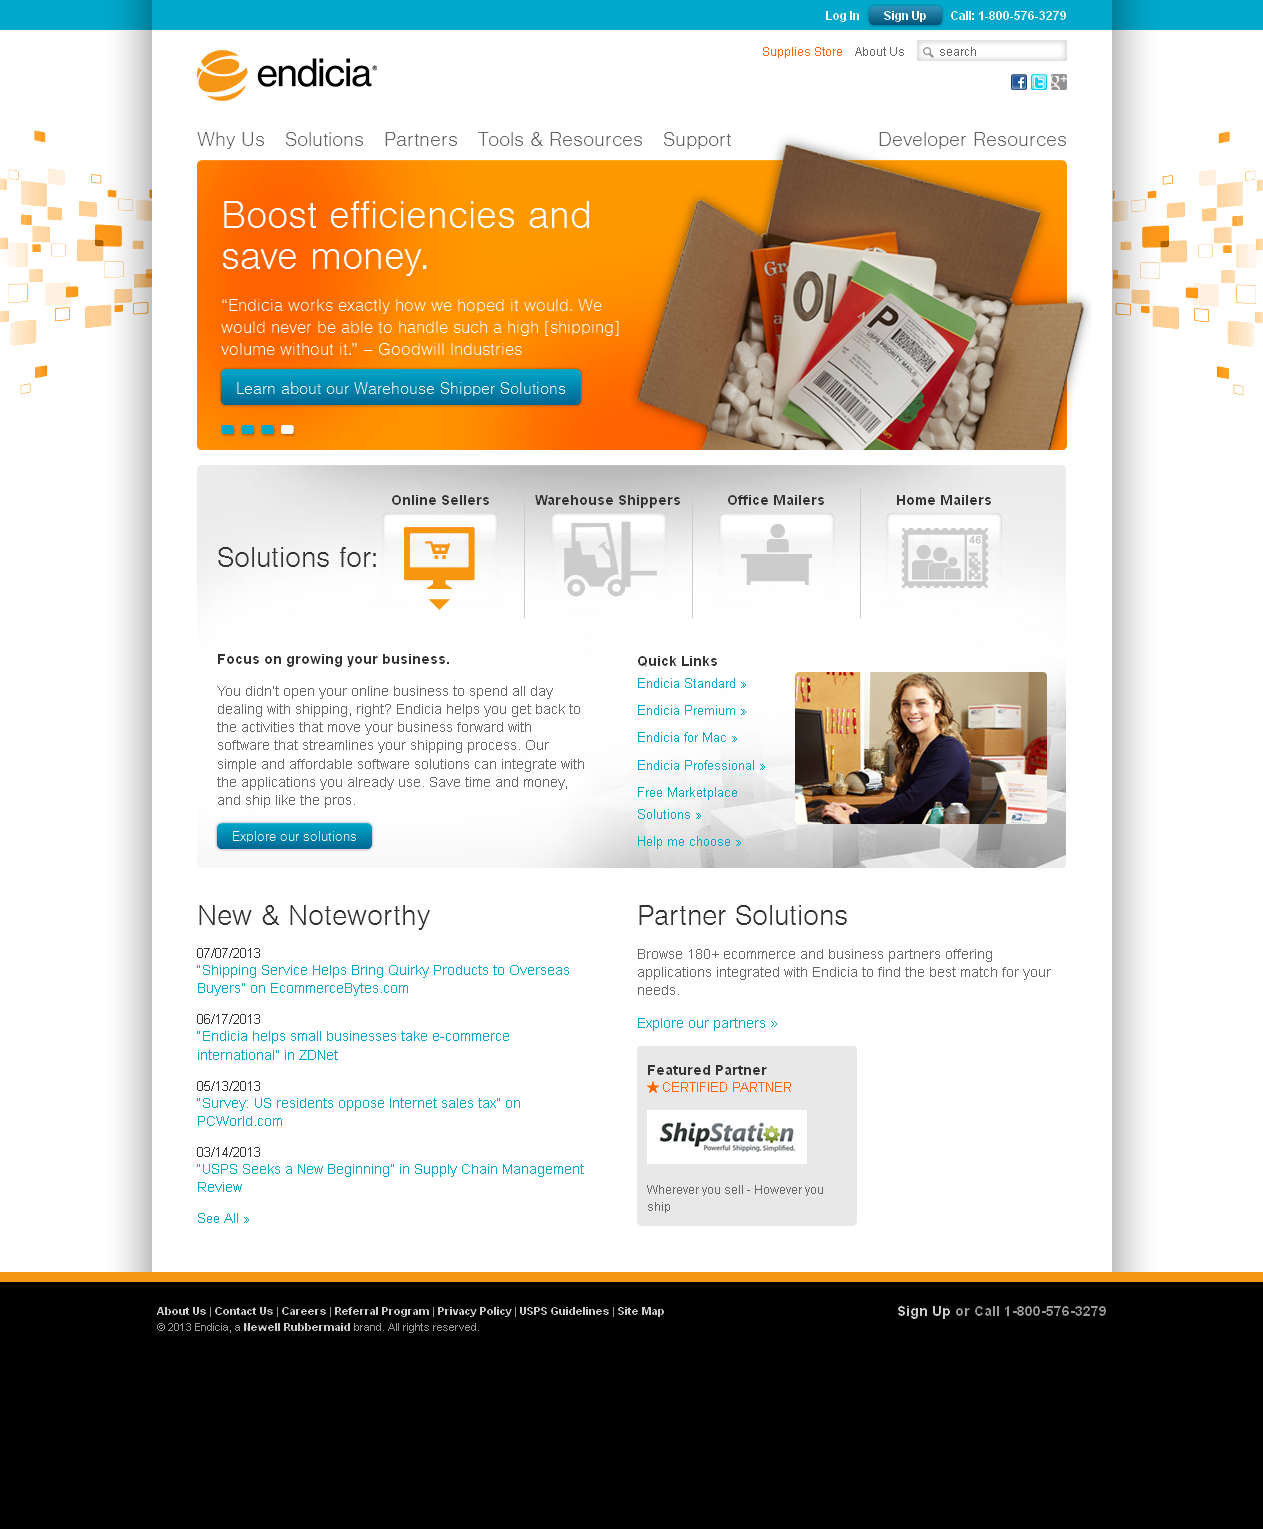 Log In Sign Up Call: 1-800-576-3279
Supplies Store About Us search
endicia
Why Us Solutions Partners Tools & Resources Support Developer Resources
Boost efficiencies and
save money.
“Endicia works exactly how we hoped it would. We
would never be able to handle such a high [shipping]
volume without it.” – Goodwill Industries
Learn about our Warehouse Shipper Solutions
P
USPS PRIORITY MAIL
Solutions for:
Online Sellers
Warehouse Shippers
Office Mailers
Home Mailers
46
Focus on growing your business.
You didn't open your online business to spend all day
dealing with shipping, right? Endicia helps you get back to
the activities that move your business forward with
software that streamlines your shipping process. Our
simple and affordable software solutions can integrate with
the applications you already use. Save time and money,
and ship like the pros.
Explore our solutions
Quick Links
Endicia Standard »
Endicia Premium »
Endicia for Mac »
Endicia Professional »
Free Marketplace
Solutions »
Help me choose »
New & Noteworthy
07/07/2013
"Shipping Service Helps Bring Quirky Products to Overseas
Buyers" on EcommerceBytes.com
06/17/2013
"Endicia helps small businesses take e-commerce
international" in ZDNet
05/13/2013
"Survey: US residents oppose Internet sales tax" on
PCWorld.com
03/14/2013
"USPS Seeks a New Beginning" in Supply Chain Management
Review
See All »
Partner Solutions
Browse 180+ ecommerce and business partners offering
applications integrated with Endicia to find the best match for your
needs.
Explore our partners »
Featured Partner
CERTIFIED PARTNER
ShipStation
Powerful Shipping, Simplified.
Wherever you sell - However you
ship
About Us | Contact Us | Careers | Referral Program | Privacy Policy | USPS Guidelines | Site Map
© 2013 Endicia, a Newell Rubbermaid brand. All rights reserved.
Sign Up or Call 1-800-576-3279